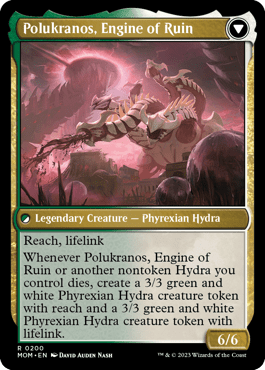 Polukranos, Engine of Ruin
Legendary Creature — Phyrexian Hydra
Reach, lifelink
Whenever Polukranos, Engine of
Ruin or another nontoken Hydra you
control dies, create a 3/3 green and
white Phyrexian Hydra creature token
with reach and a 3/3 green and white
Phyrexian Hydra creature token with
lifelink.
6/6
R 0200
MOM • EN DAVID AUDEN NASH
™ & © 2023 Wizards of the Coast